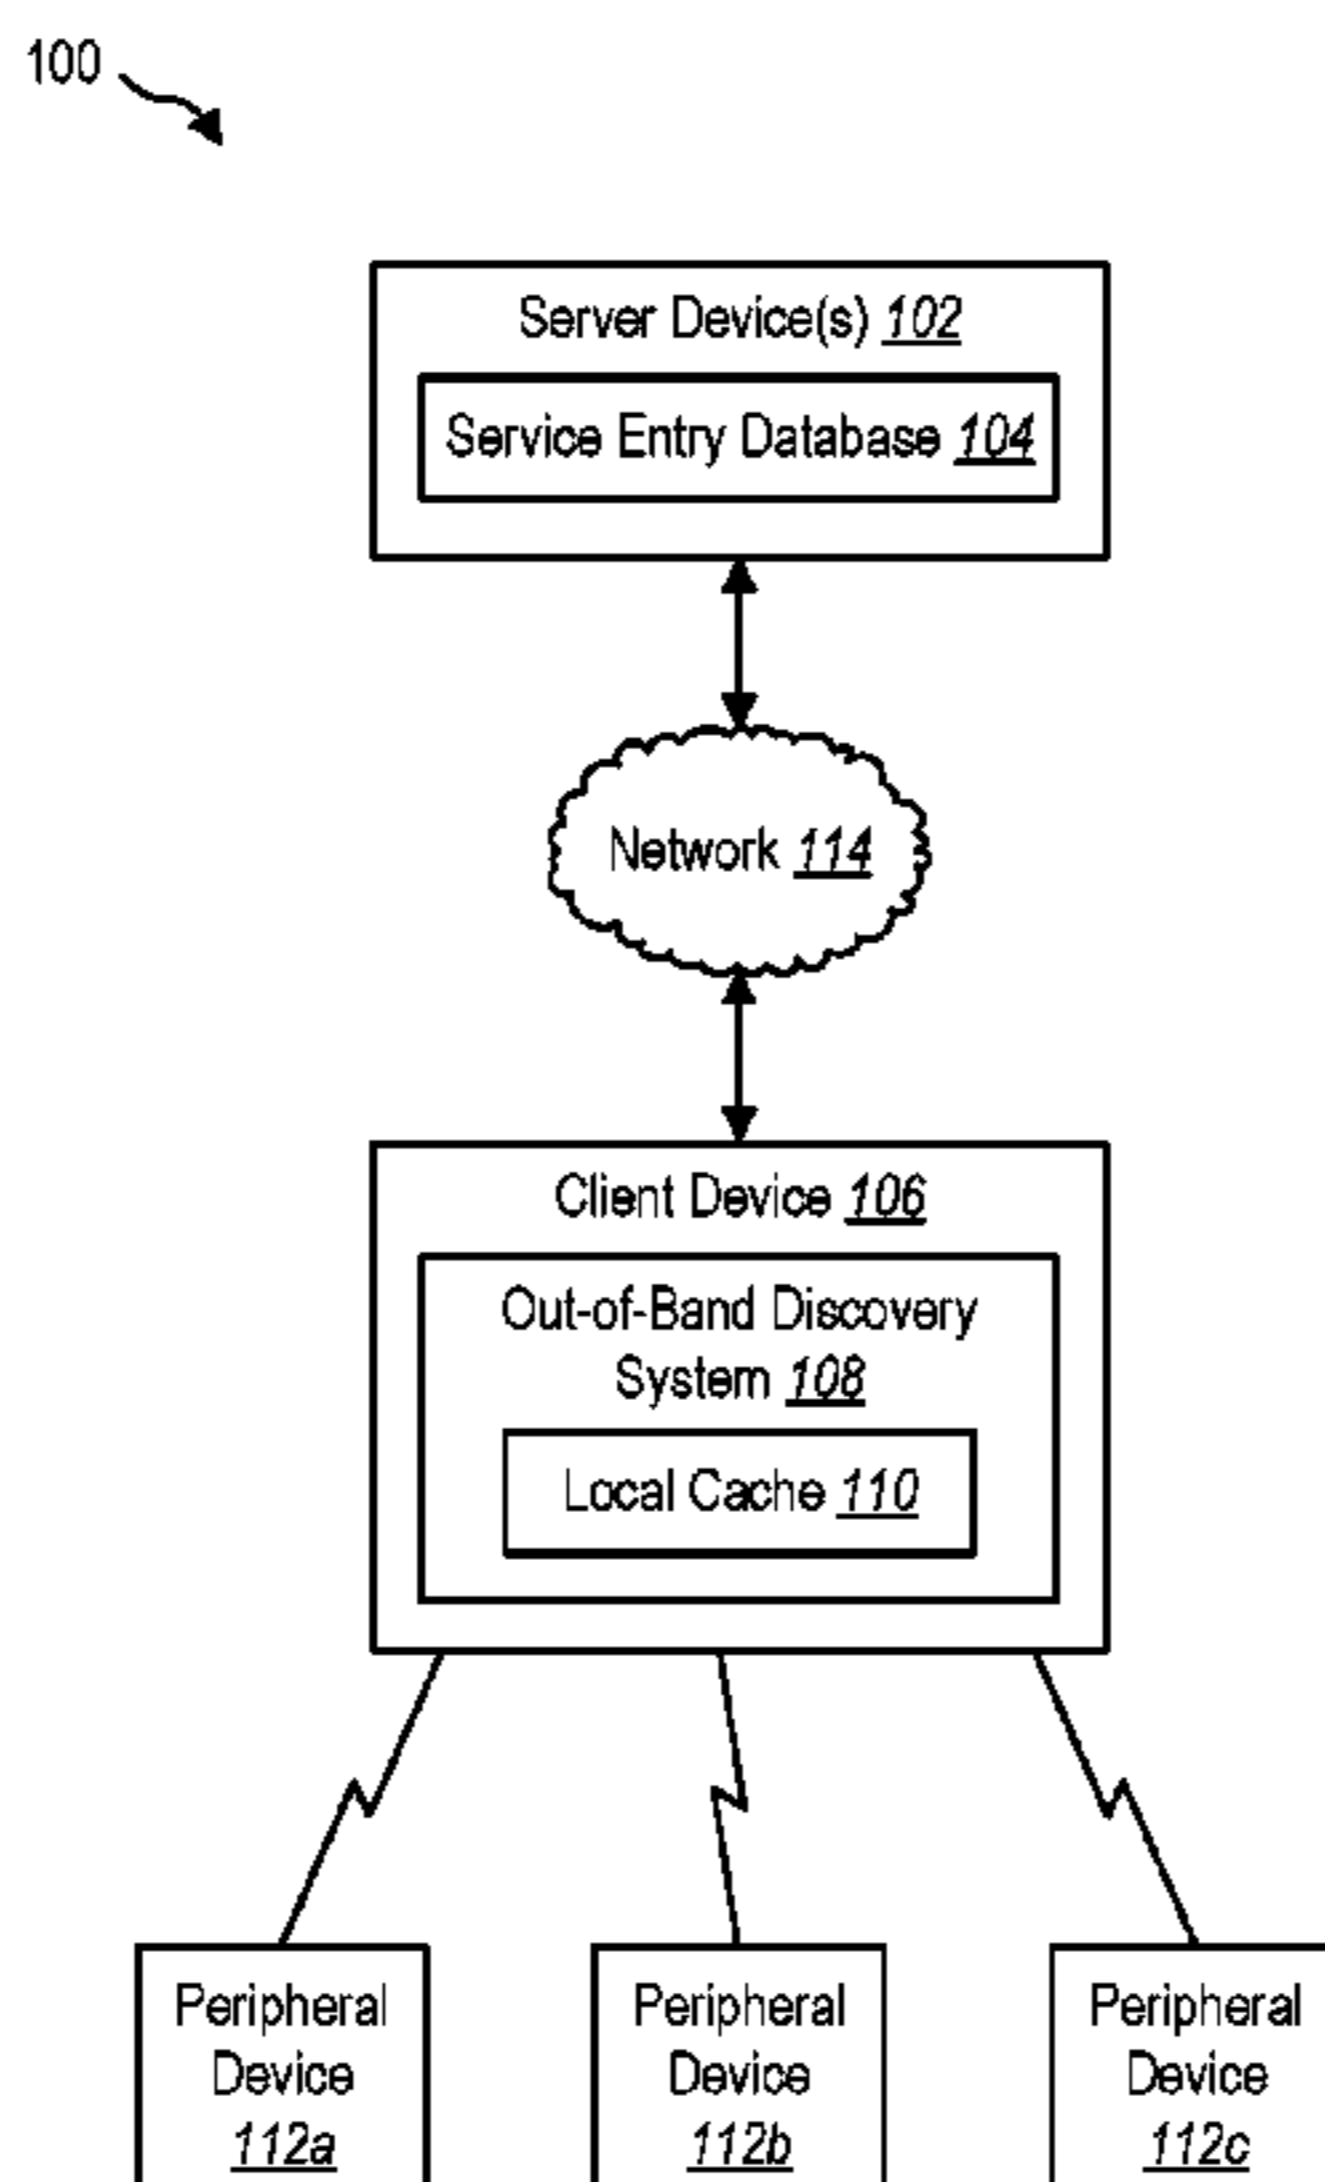 100
Server Device(s) 102
Service Entry Database 104
Network 114
Client Device 106
Out-of-Band Discovery
System 108
Local Cache 110
Peripheral
Device
112a
Peripheral
Device
112b
Peripheral
Device
112c